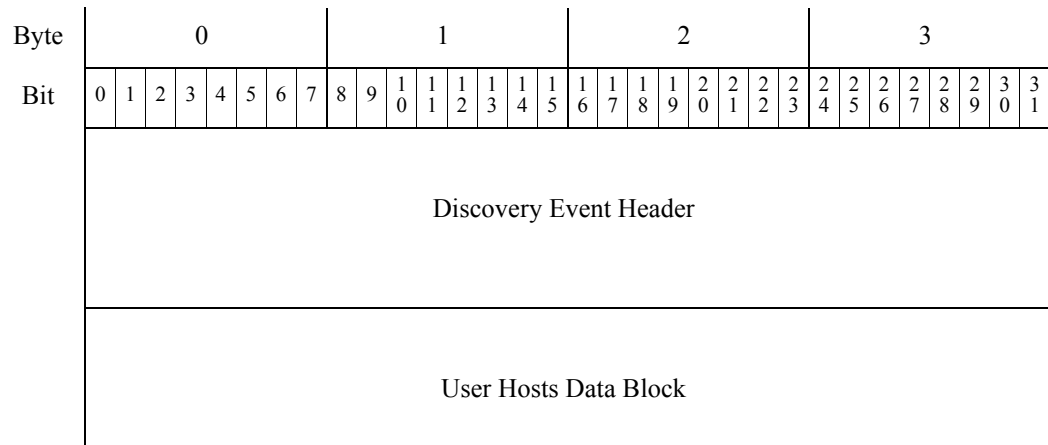 Byte 0 1 2 3
Bit 0 1 2 3 4 5 6 7 8 9 10 11 12 13 14 15 16 17 18 19 20 21 22 23 24 25 26 27 28 29 30 31
Discovery Event Header
User Hosts Data Block